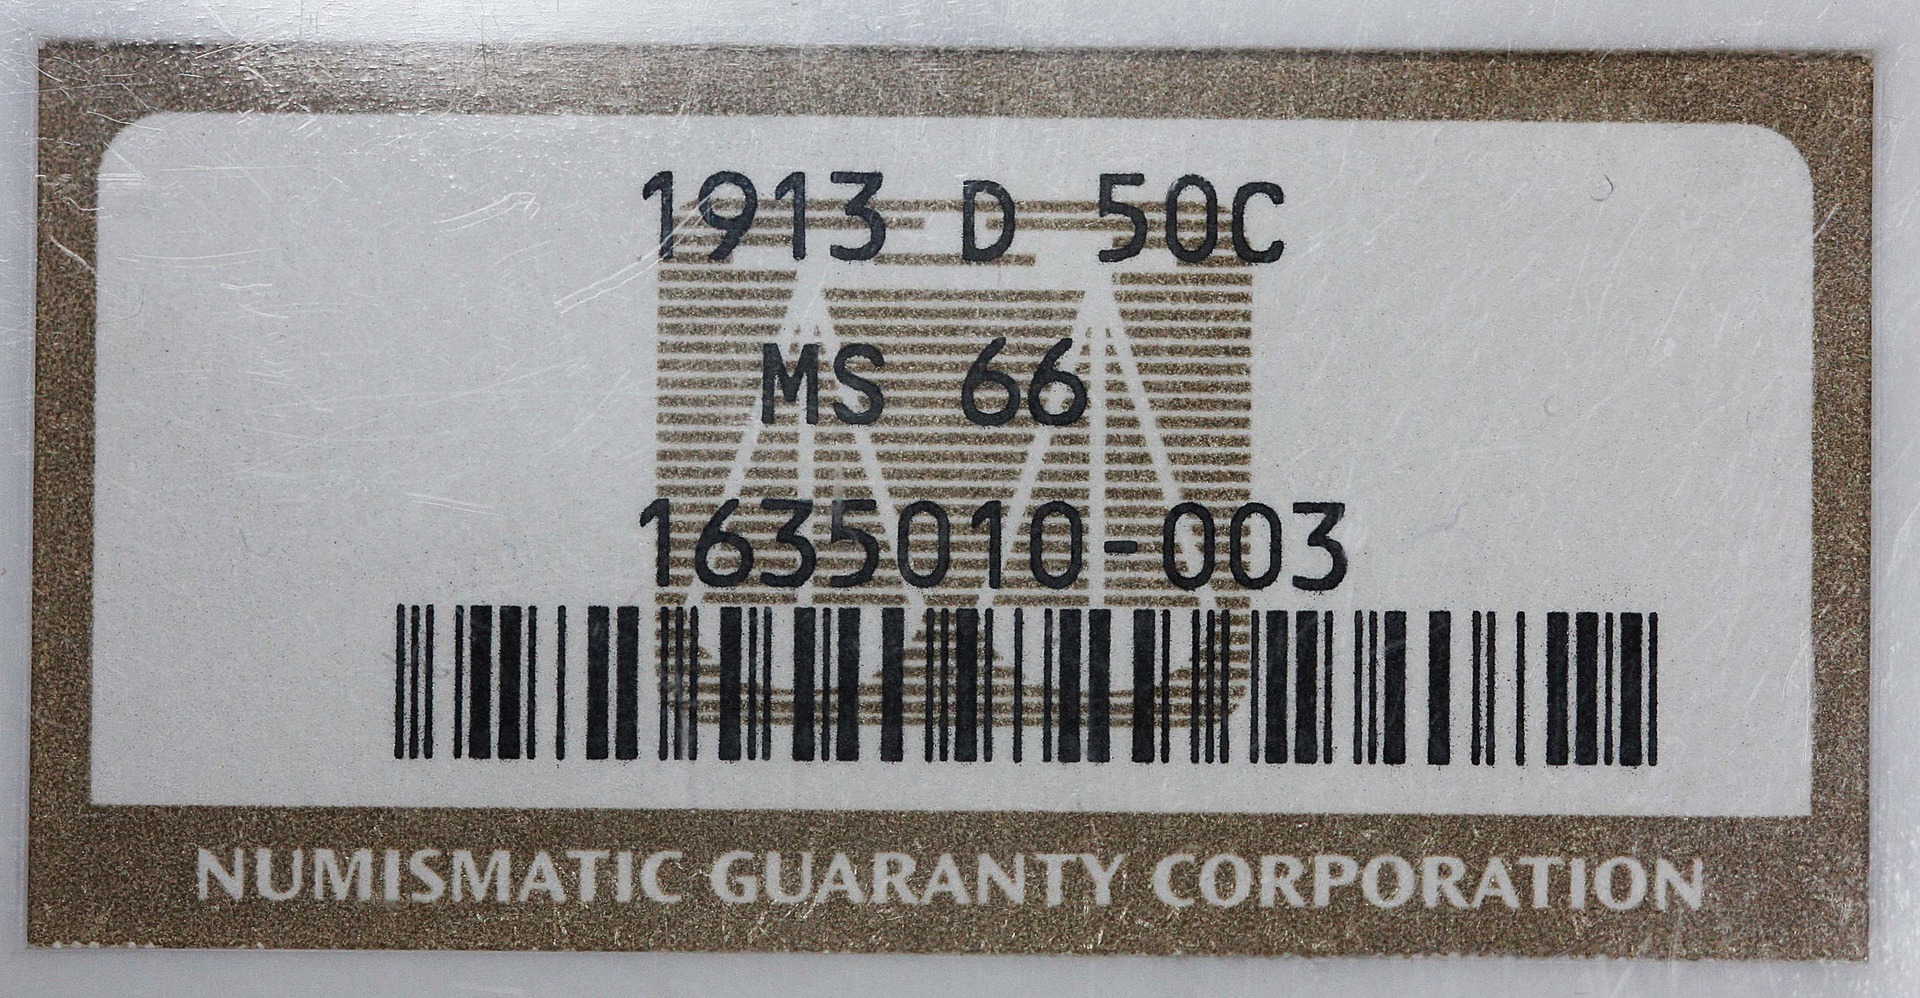 1913 D 50C
MS 66
1635010-003
NUMISMATIC GUARANTY CORPORATION